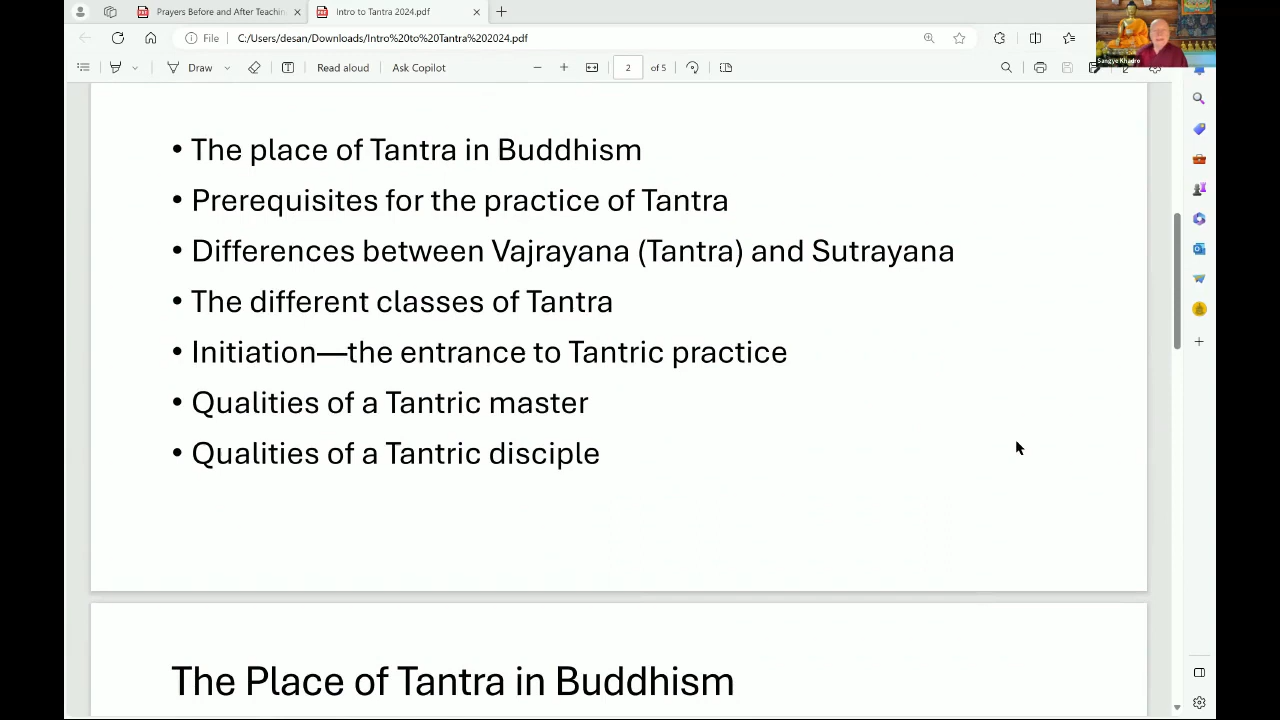 Prayers Before and After Teachin
Intro to Tantra 2024.pdf
File
C:/Users/desan/Downloads/Intro%20to%20Tantra%202024.pdf
Draw
Read aloud
2
of 5
Sangye Khadro
• The place of Tantra in Buddhism
• Prerequisites for the practice of Tantra
• Differences between Vajrayana (Tantra) and Sutrayana
• The different classes of Tantra
• Initiation—the entrance to Tantric practice
• Qualities of a Tantric master
• Qualities of a Tantric disciple
The Place of Tantra in Buddhism